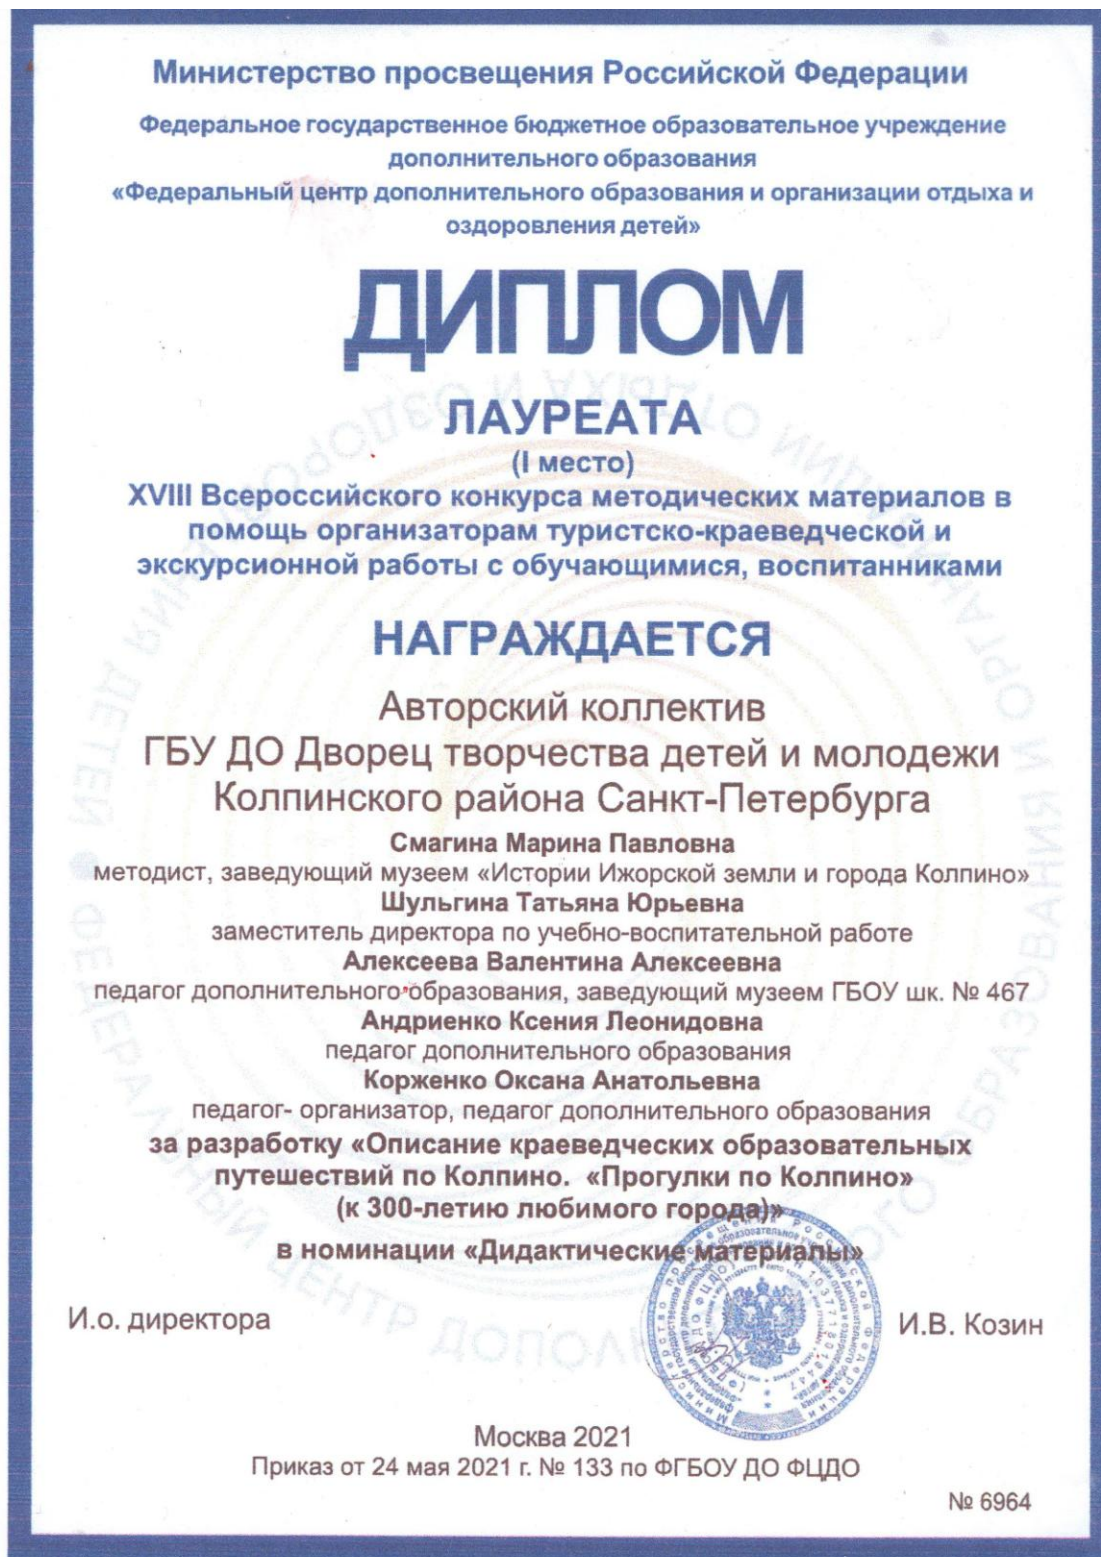 Министерство просвещения Российской Федерации
Федеральное государственное бюджетное образовательное учреждение
дополнительного образования
«Федеральный центр дополнительного образования и организации отдыха и
оздоровления детей»
ДИПЛОМ
ЛАУРЕАТА
(I место)
XVIII Всероссийского конкурса методических материалов в
помощь организаторам туристско-краеведческой и
экскурсионной работы с обучающимися, воспитанниками
НАГРАЖДАЕТСЯ
Авторский коллектив
ГБУ ДО Дворец творчества детей и молодежи
Колпинского района Санкт-Петербурга
Смагина Марина Павловна
методист, заведующий музеем «Истории Ижорской земли и города Колпино»
Шульгина Татьяна Юрьевна
заместитель директора по учебно-воспитательной работе
Алексеева Валентина Алексеевна
педагог дополнительного образования, заведующий музеем ГБОУ шк. № 467
Андриенко Ксения Леонидовна
педагог дополнительного образования
Корженко Оксана Анатольевна
педагог- организатор, педагог дополнительного образования
за разработку «Описание краеведческих образовательных
путешествий по Колпино. «Прогулки по Колпино»
(к 300-летию любимого города)»
в номинации «Дидактические материалы»
И.о. директора
И.В. Козин
Москва 2021
Приказ от 24 мая 2021 г. № 133 по ФГБОУ ДО ФЦДО
№ 6964